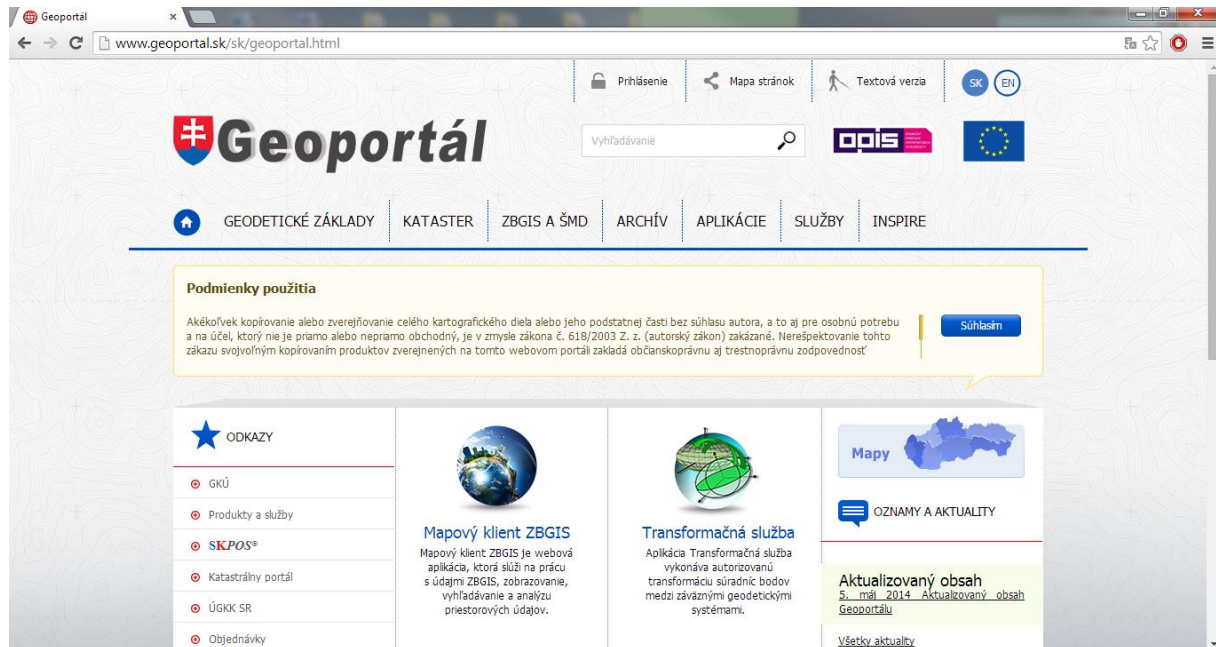 Geoportál
www.geoportal.sk/sk/geoportal.html
Prihlásenie
Mapa stránok
Textová verzia
SK
EN
Geoportál
Vyhľadávanie
opis
GEODETICKÉ ZÁKLADY
KATASTER
ZBGIS A ŠMD
ARCHÍV
APLIKÁCIE
SLUŽBY
INSPIRE
Podmienky použitia
Akékoľvek kopírovanie alebo zverejňovanie celého kartografického diela alebo jeho podstatnej časti bez súhlasu autora, a to aj pre osobnú potrebu
a na účel, ktorý nie je priamo alebo nepriamo obchodný, je v zmysle zákona č. 618/2003 Z. z. (autorský zákon) zakázané. Nerešpektovanie tohto
zákazu svojvoľným kopírovaním produktov zverejnených na tomto webovom portáli zakladá občianskoprávnu aj trestnoprávnu zodpovednosť
Súhlasím
ODKAZY
GKÚ
Produkty a služby
SKPOS®
Katastrálny portál
ÚGKK SR
Objednávky
Mapový klient ZBGIS
Mapový klient ZBGIS je webová
aplikácia, ktorá slúži na prácu
s údajmi ZBGIS, zobrazovanie,
vyhľadávanie a analýzu
priestorových údajov.
Transformačná služba
Aplikácia Transformačná služba
vykonáva autorizovanú
transformáciu súradníc bodov
medzi záväznými geodetickými
systémami.
Mapy
OZNAMY A AKTUALITY
Aktualizovaný obsah
5. máj 2014 Aktualizovaný obsah
Geoportálu
Všetky aktuality